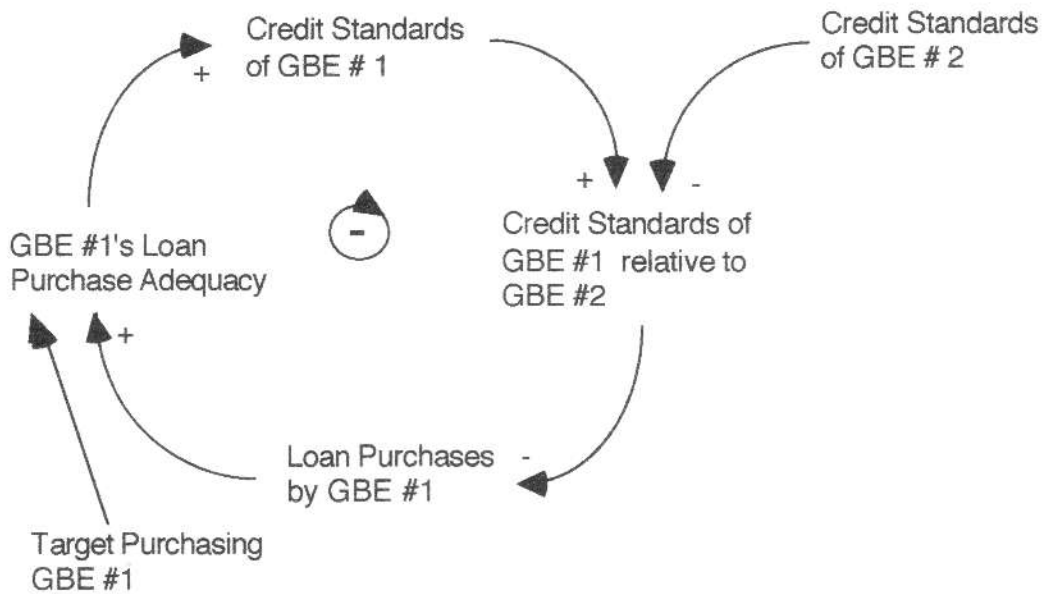 Credit Standards
of GBE # 1
Credit Standards
of GBE # 2
+
+
-
-
GBE #1's Loan
Purchase Adequacy
Credit Standards of
GBE #1 relative to
GBE #2
+
Loan Purchases
by GBE #1
-
Target Purchasing
GBE #1